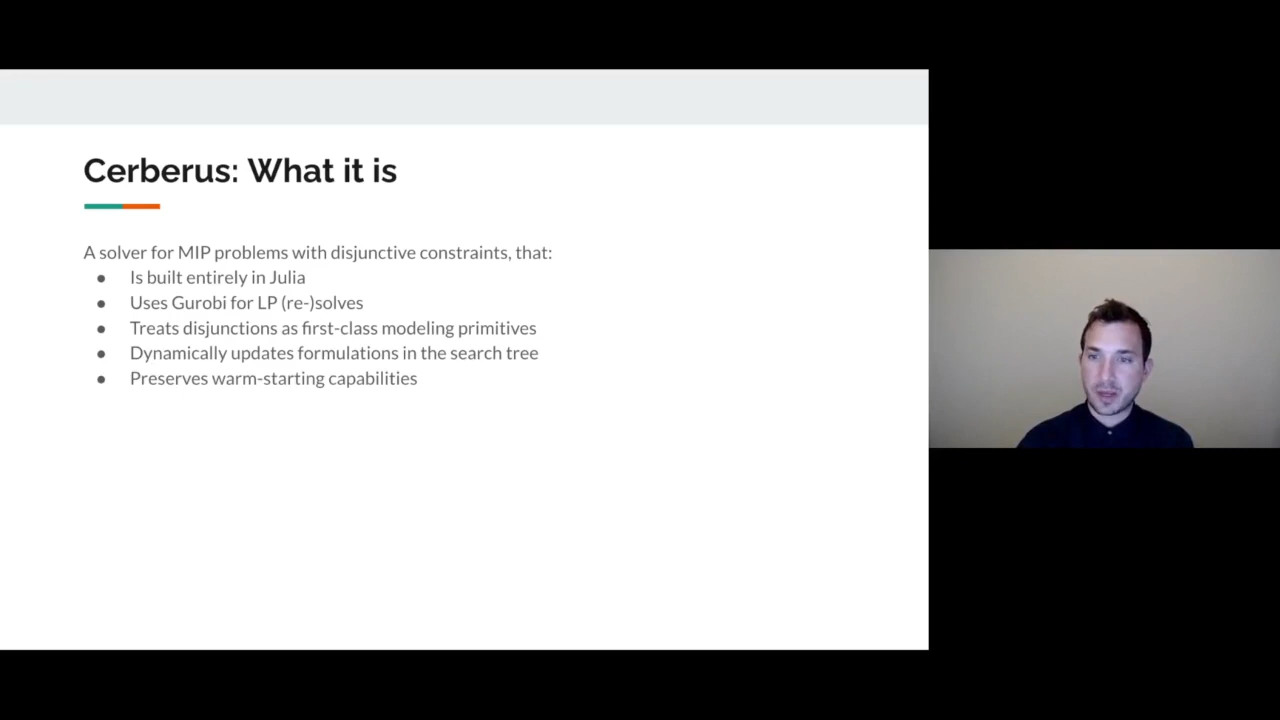 Cerberus: What it is
A solver for MIP problems with disjunctive constraints, that:
● Is built entirely in Julia
● Uses Gurobi for LP (re-)solves
● Treats disjunctions as first-class modeling primitives
● Dynamically updates formulations in the search tree
● Preserves warm-starting capabilities